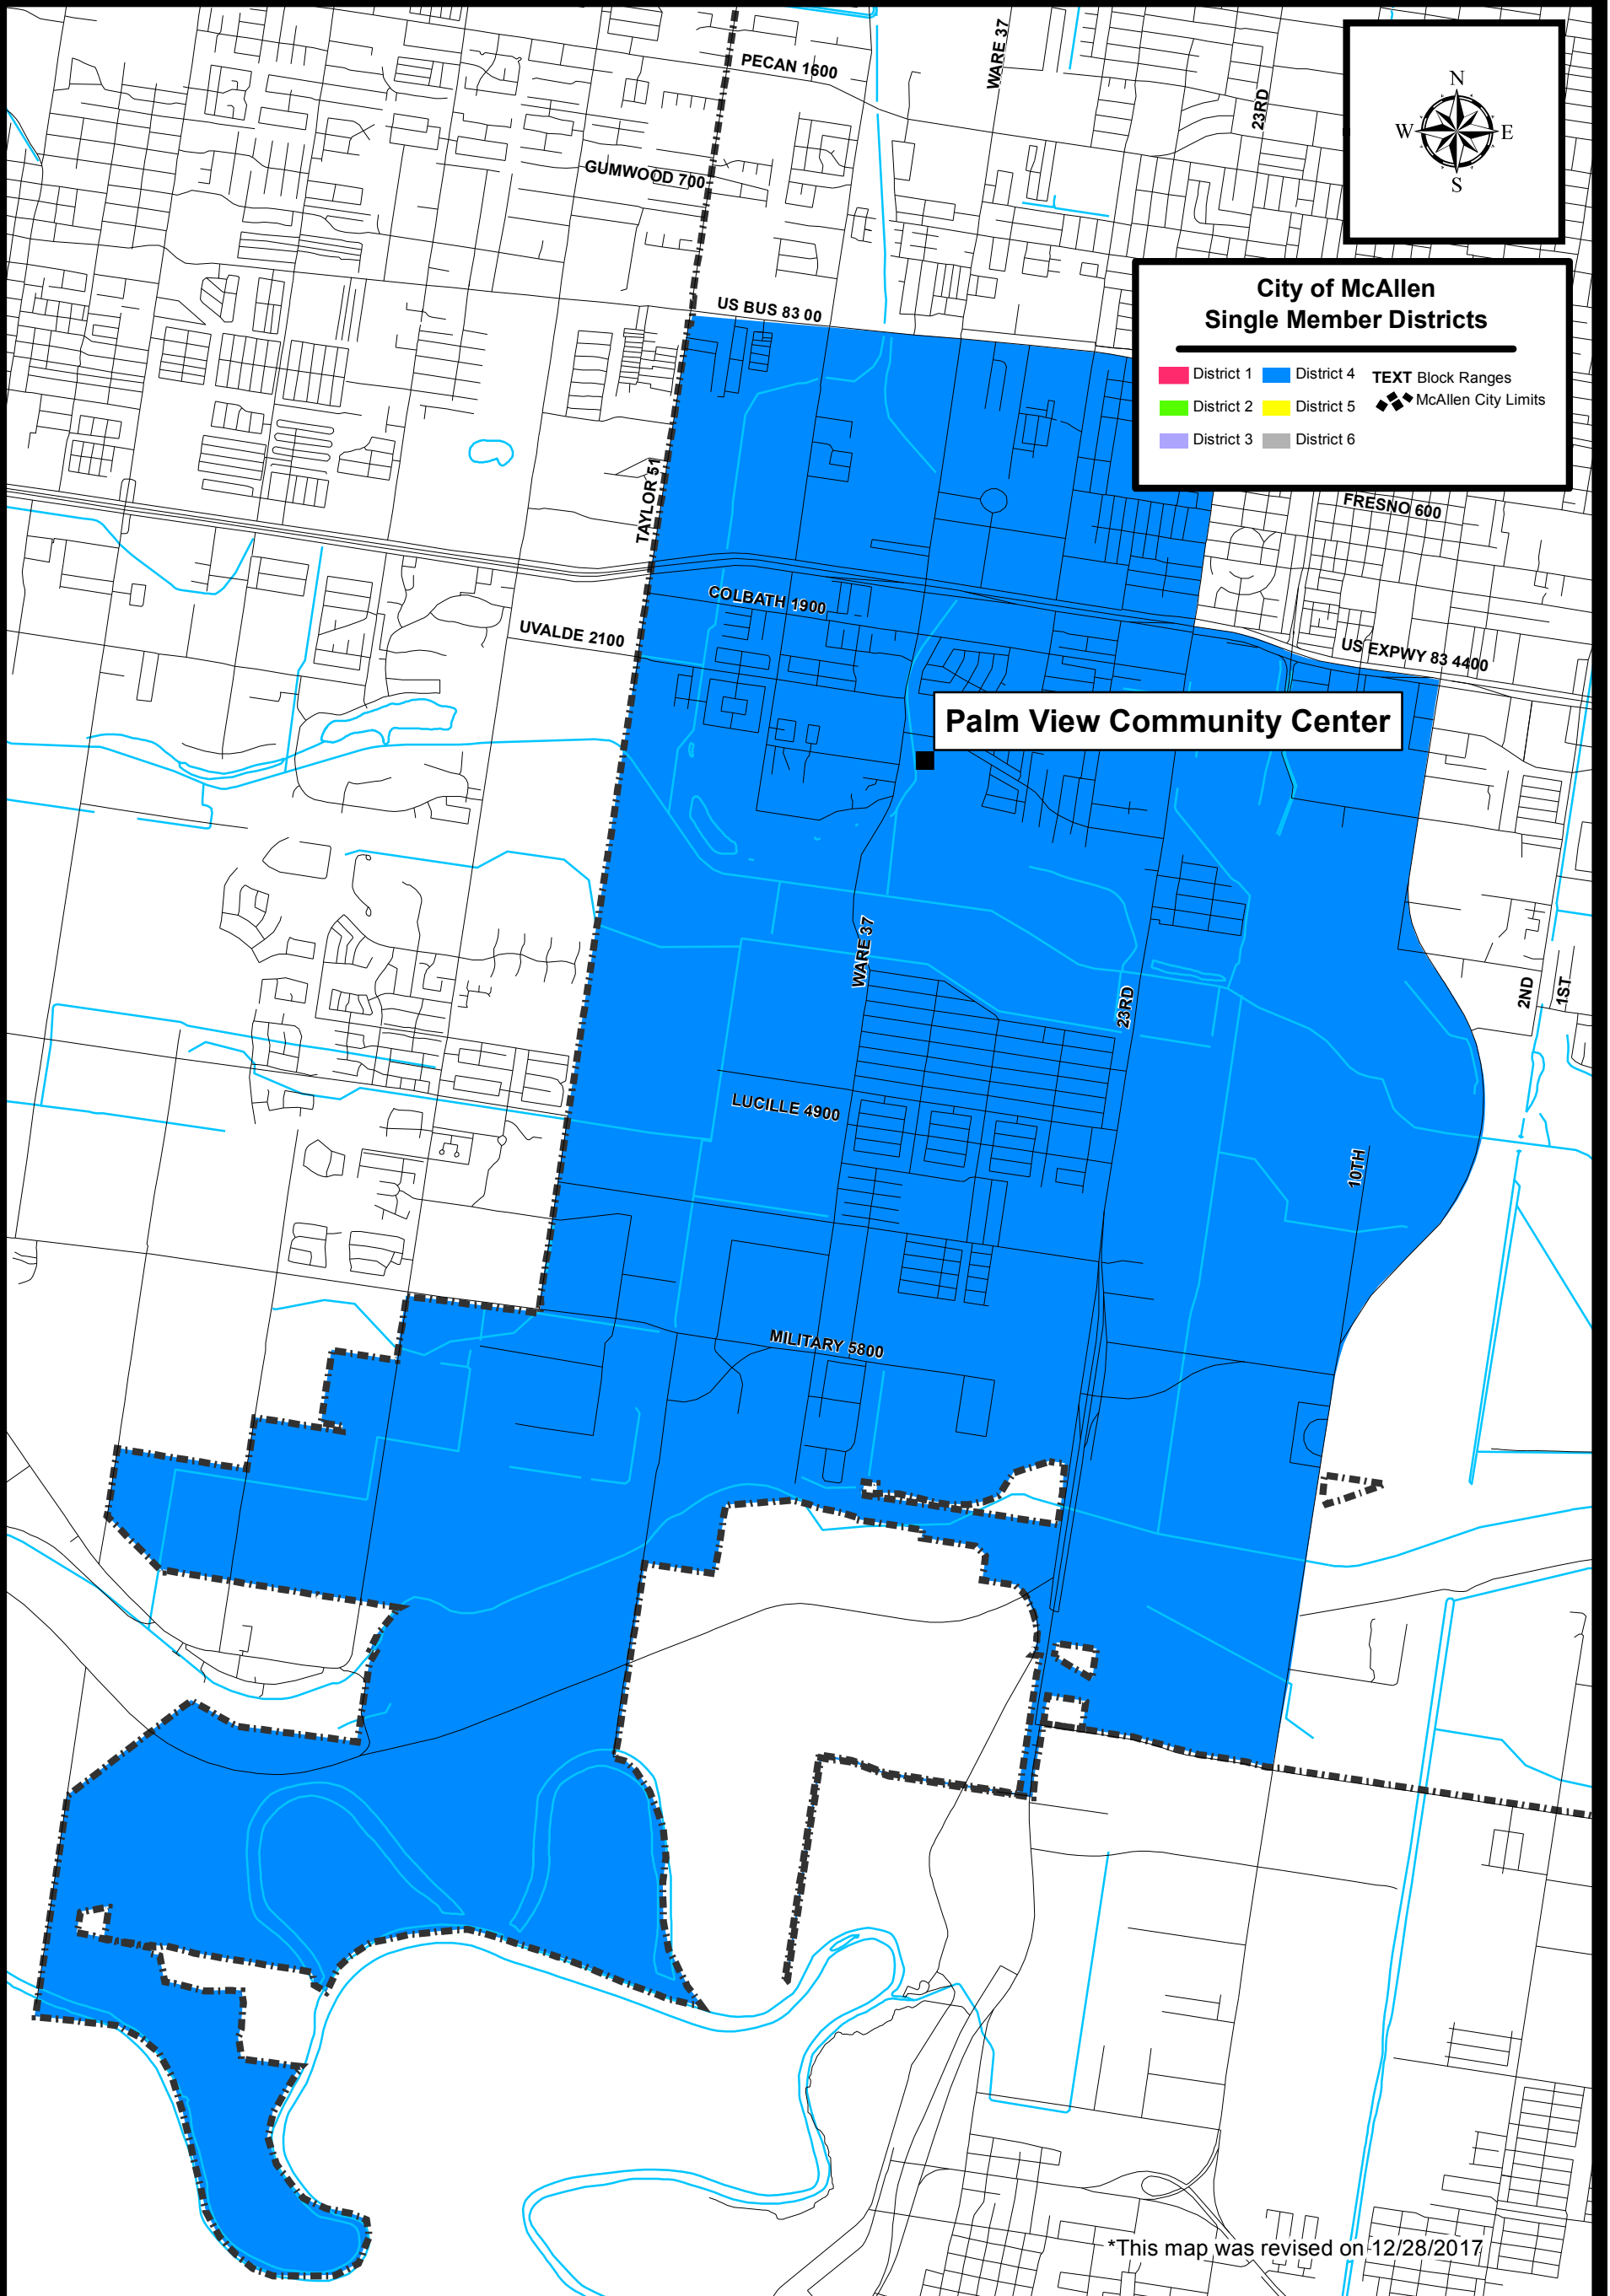 PECAN 1600
WARE 37
23RD
N
W E
S
GUMWOOD 700
City of McAllen
Single Member Districts
District 1 District 4 TEXT Block Ranges
District 2 District 5 McAllen City Limits
District 3 District 6
US BUS 83 00
TAYLOR 51
FRESNO 600
COLBATH 1900
UVALDE 2100
US EXPWY 83 4400
Palm View Community Center
WARE 37
23RD
2ND
1ST
LUCILLE 4900
10TH
MILITARY 5800
*This map was revised on 12/28/2017